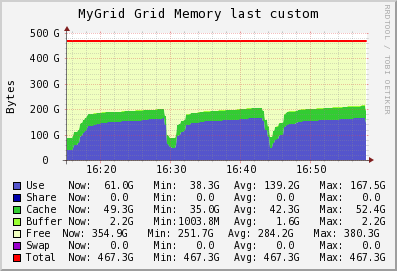 MyGrid Grid Memory last custom
RRDTOOL / TOBI OETIKER
Bytes
500 G
400 G
300 G
200 G
100 G
0
16:20 16:30 16:40 16:50
Use Now: 61.0G Min: 38.3G Avg: 139.2G Max: 167.5G
Share Now: 0.0 Min: 0.0 Avg: 0.0 Max: 0.0
Cache Now: 49.3G Min: 35.0G Avg: 42.3G Max: 52.4G
Buffer Now: 2.2G Min:1003.8M Avg: 1.6G Max: 2.2G
Free Now: 354.9G Min: 251.7G Avg: 284.2G Max: 380.3G
Swap Now: 0.0 Min: 0.0 Avg: 0.0 Max: 0.0
Total Now: 467.3G Min: 467.3G Avg: 467.3G Max: 467.3G